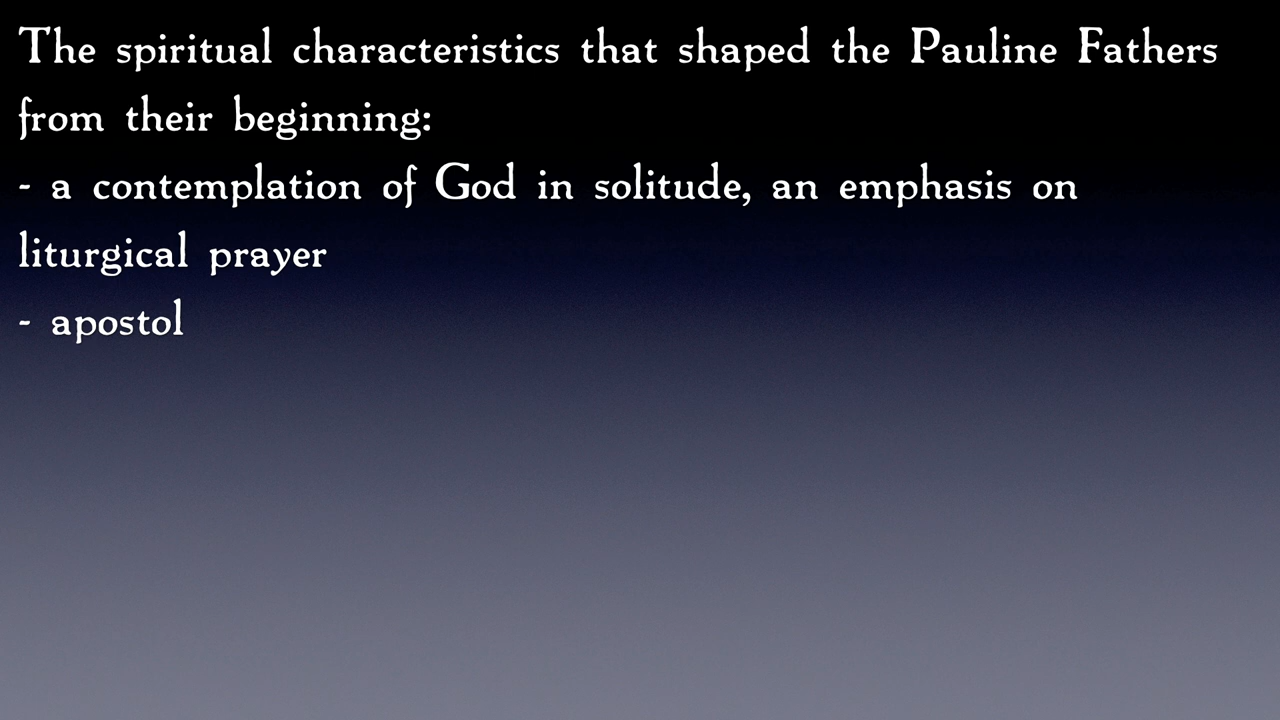 The spiritual characteristics that shaped the Pauline Fathers
from their beginning:
- a contemplation of God in solitude, an emphasis on
liturgical prayer
- apostol